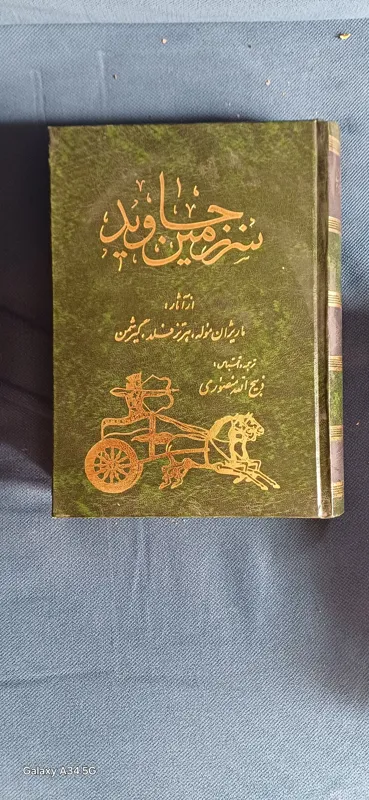 سرزمین جاوید
از آثار:
ماریژان موله، هرتزفلد، گیرشمن
ترجمه و اقتباس:
ذبیح الله منصوری
Galaxy A34 5G